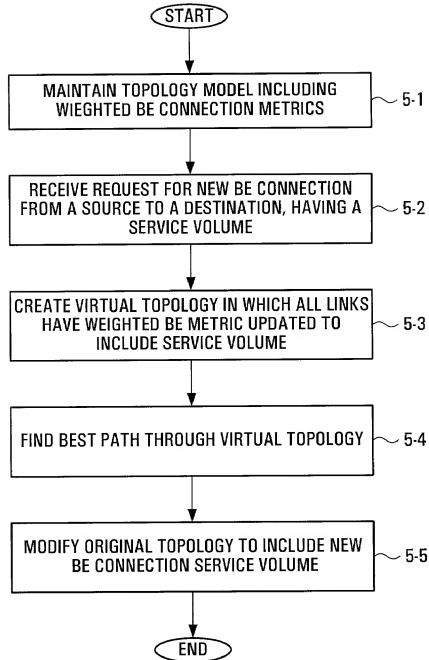 START
MAINTAIN TOPOLOGY MODEL INCLUDING
WIEGHTED BE CONNECTION METRICS
5-1
RECEIVE REQUEST FOR NEW BE CONNECTION
FROM A SOURCE TO A DESTINATION, HAVING A
SERVICE VOLUME
5-2
CREATE VIRTUAL TOPOLOGY IN WHICH ALL LINKS
HAVE WEIGHTED BE METRIC UPDATED TO
INCLUDE SERVICE VOLUME
5-3
FIND BEST PATH THROUGH VIRTUAL TOPOLOGY
5-4
MODIFY ORIGINAL TOPOLOGY TO INCLUDE NEW
BE CONNECTION SERVICE VOLUME
5-5
END